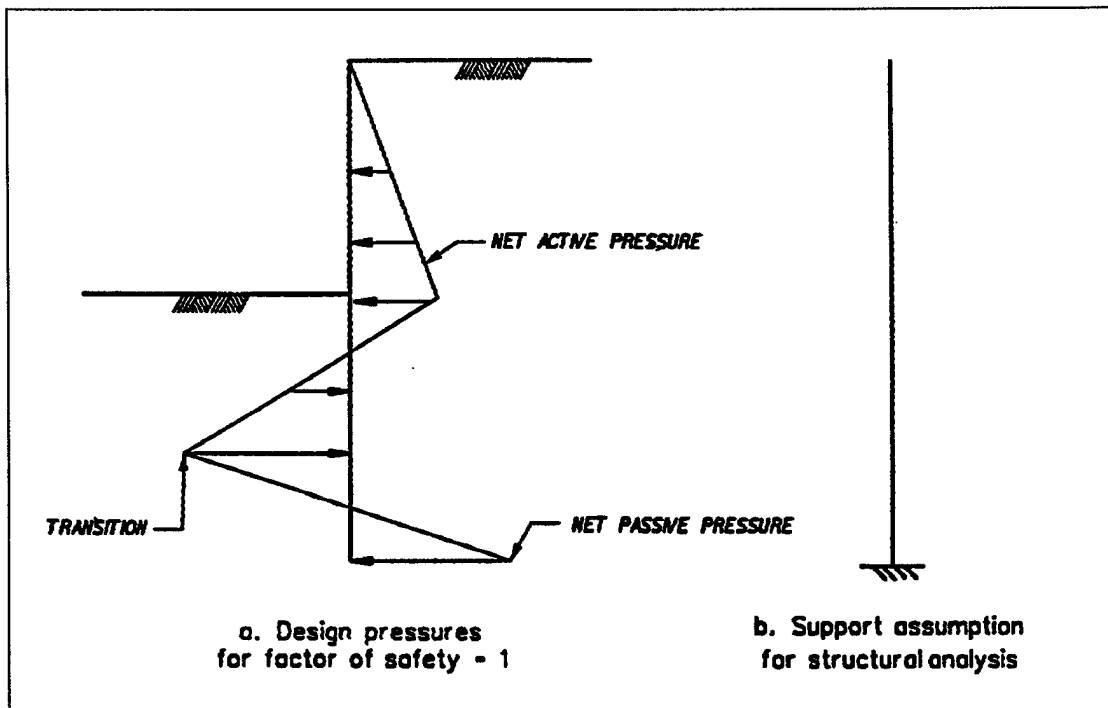 NET ACTIVE PRESSURE
TRANSITION
NET PASSIVE PRESSURE
a. Design pressures
for factor of safety = 1
b. Support assumption
for structural analysis